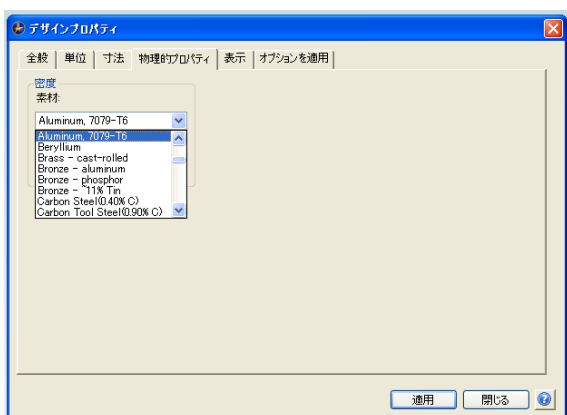 デザインプロパティ
全般 単位 寸法 物理的プロパティ 表示 オプションを適用
密度
素材:
Aluminum, 7079-T6
Aluminum, 7079-T6
Beryllium
Brass - cast-rolled
Bronze - aluminum
Bronze - phosphor
Bronze - ~11% Tin
Carbon Steel(0.40% C)
Carbon Tool Steel(0.90% C)
適用 閉じる